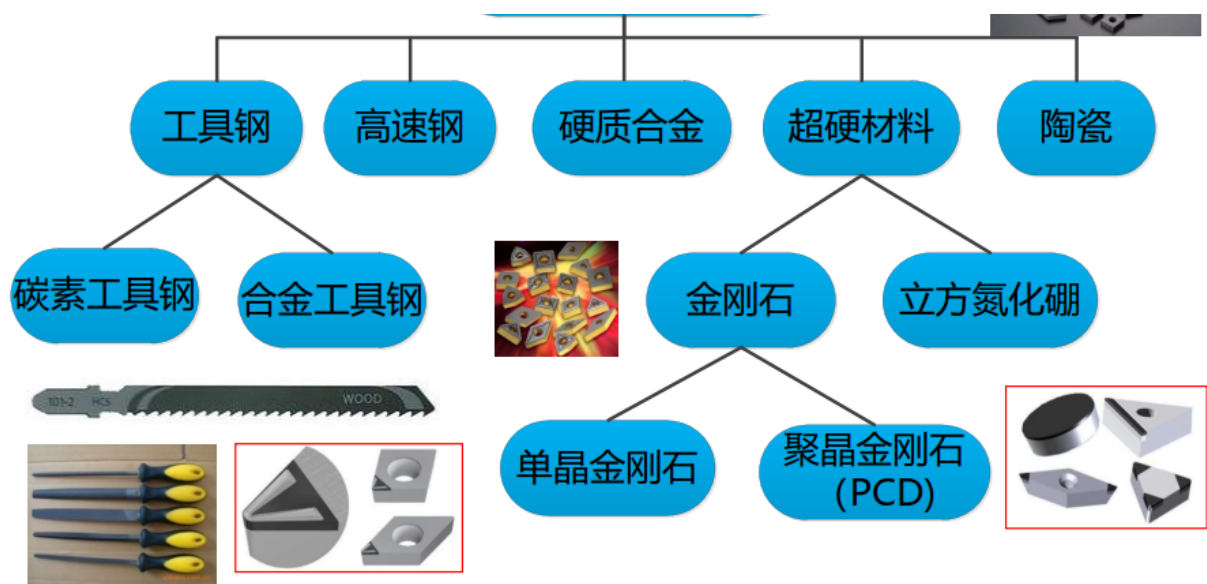 工具钢
高速钢
硬质合金
超硬材料
陶瓷
碳素工具钢
合金工具钢
金刚石
立方氮化硼
101-2 HCS
WOOD
单晶金刚石
聚晶金刚石
(PCD)